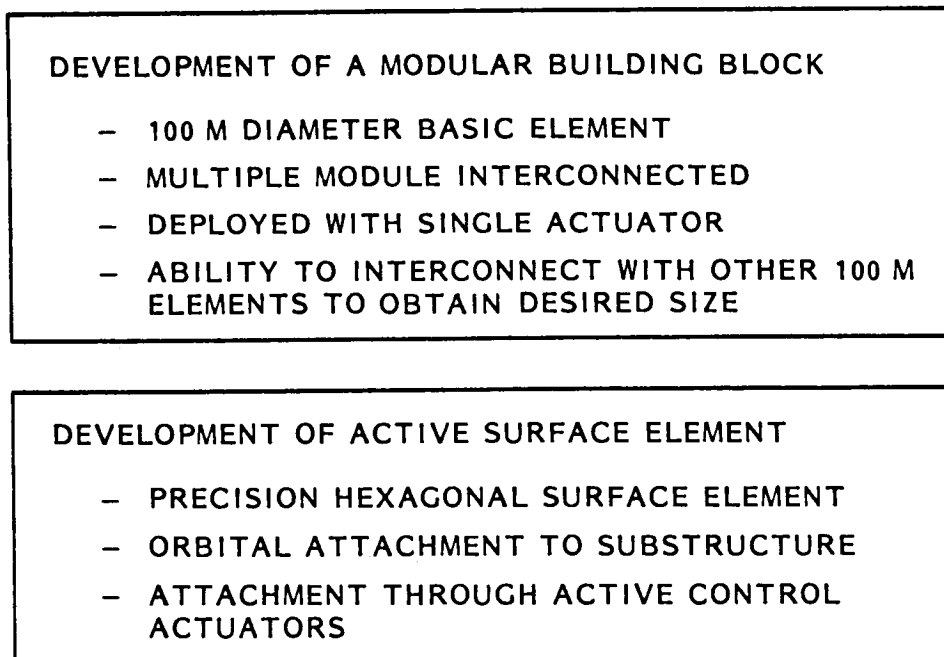 DEVELOPMENT OF A MODULAR BUILDING BLOCK
– 100 M DIAMETER BASIC ELEMENT
– MULTIPLE MODULE INTERCONNECTED
– DEPLOYED WITH SINGLE ACTUATOR
– ABILITY TO INTERCONNECT WITH OTHER 100 M
ELEMENTS TO OBTAIN DESIRED SIZE
DEVELOPMENT OF ACTIVE SURFACE ELEMENT
– PRECISION HEXAGONAL SURFACE ELEMENT
– ORBITAL ATTACHMENT TO SUBSTRUCTURE
– ATTACHMENT THROUGH ACTIVE CONTROL
ACTUATORS